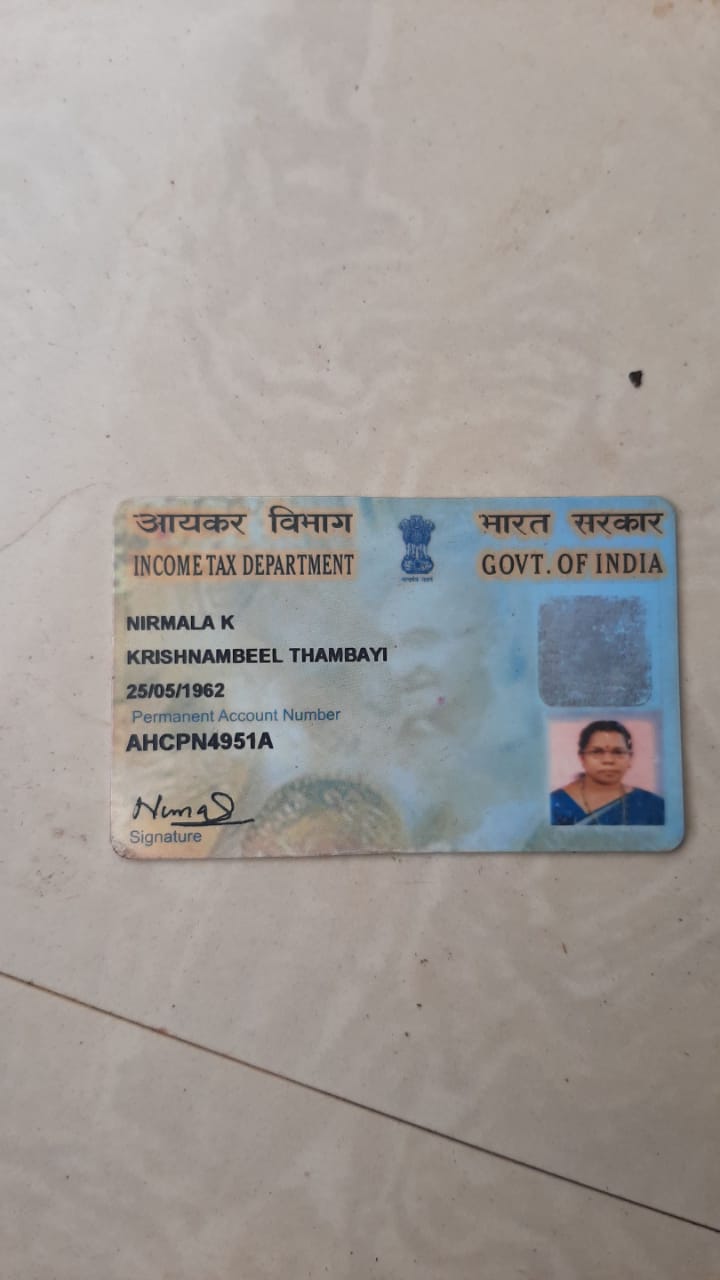 आयकर विभाग
INCOME TAX DEPARTMENT
भारत सरकार
GOVT. OF INDIA
NIRMALA K
KRISHNAMBEEL THAMBAYI
25/05/1962
Permanent Account Number
AHCPN4951A
Signature